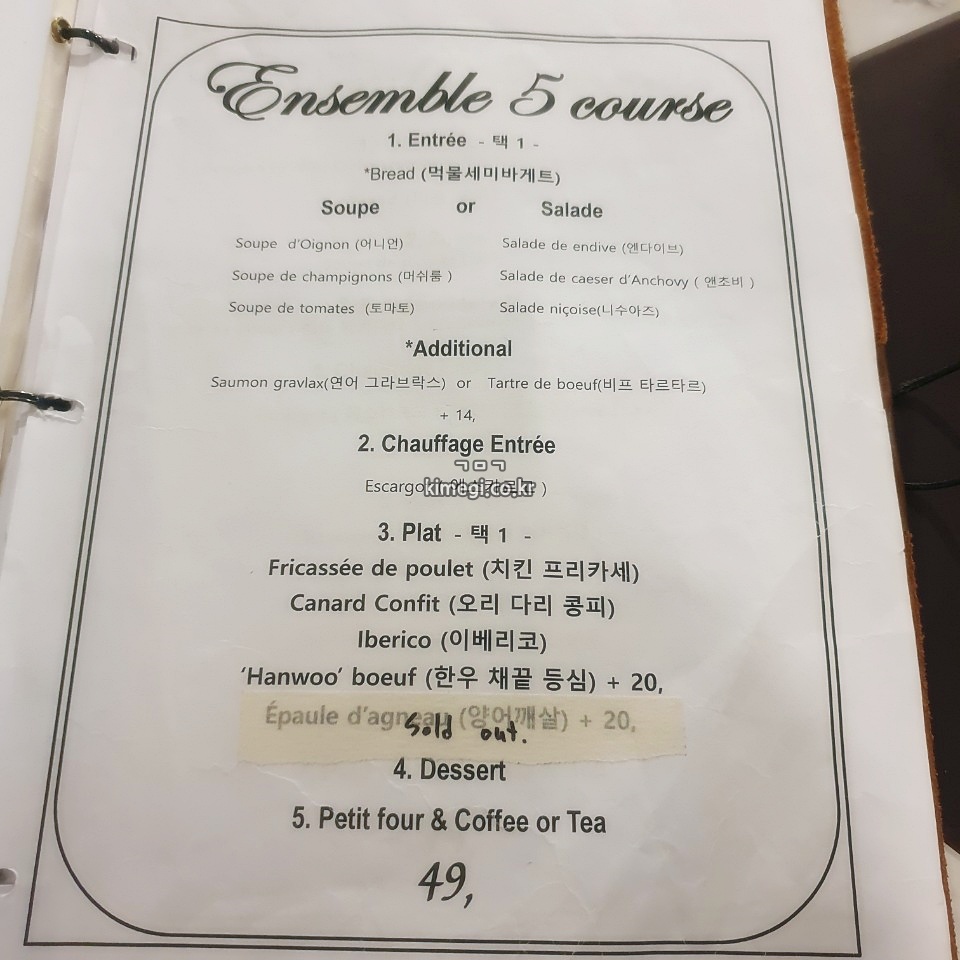 Ensemble 5 course
1. Entrée - 택 1 -
*Bread (먹물세미바게트)
Soupe or Salade
Soupe d'Oignon (어니언) Salade de endive (앤다이브)
Soupe de champignons (머쉬룸 ) Salade de caeser d'Anchovy ( 앤초비 )
Soupe de tomates (토마토) Salade niçoise(니수아즈)
*Additional
Saumon gravlax(연어 그라브락스) or Tartre de boeuf(비프 타르타르)
+ 14,
2. Chauffage Entrée
ㄱㅁㄱ
kimegi.co.kr
3. Plat - 택 1 -
Fricassée de poulet (치킨 프리카세)
Canard Confit (오리 다리 콩피)
Iberico (이베리코)
'Hanwoo' boeuf (한우 채끝 등심) + 20,
Épaule d'agneau (양어깨살) + 20,
Sold out.
4. Dessert
5. Petit four & Coffee or Tea
49,